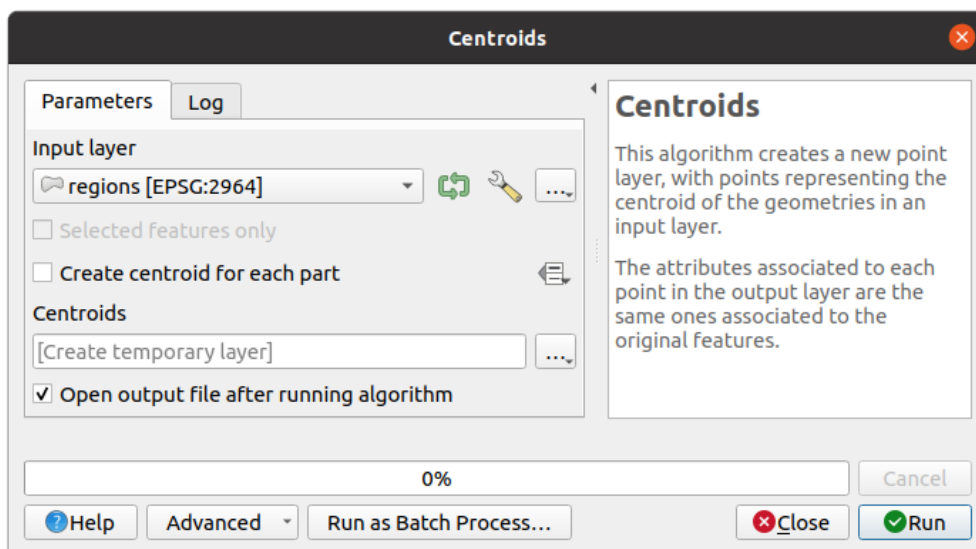 Centroids
Parameters
Log
Input layer
regions [EPSG:2964]
...
Selected features only
Create centroid for each part
Centroids
[Create temporary layer]
...
Open output file after running algorithm
Centroids
This algorithm creates a new point
layer, with points representing the
centroid of the geometries in an
input layer.
The attributes associated to each
point in the output layer are the
same ones associated to the
original features.
0%
Cancel
Help
Advanced
Run as Batch Process...
Close
Run